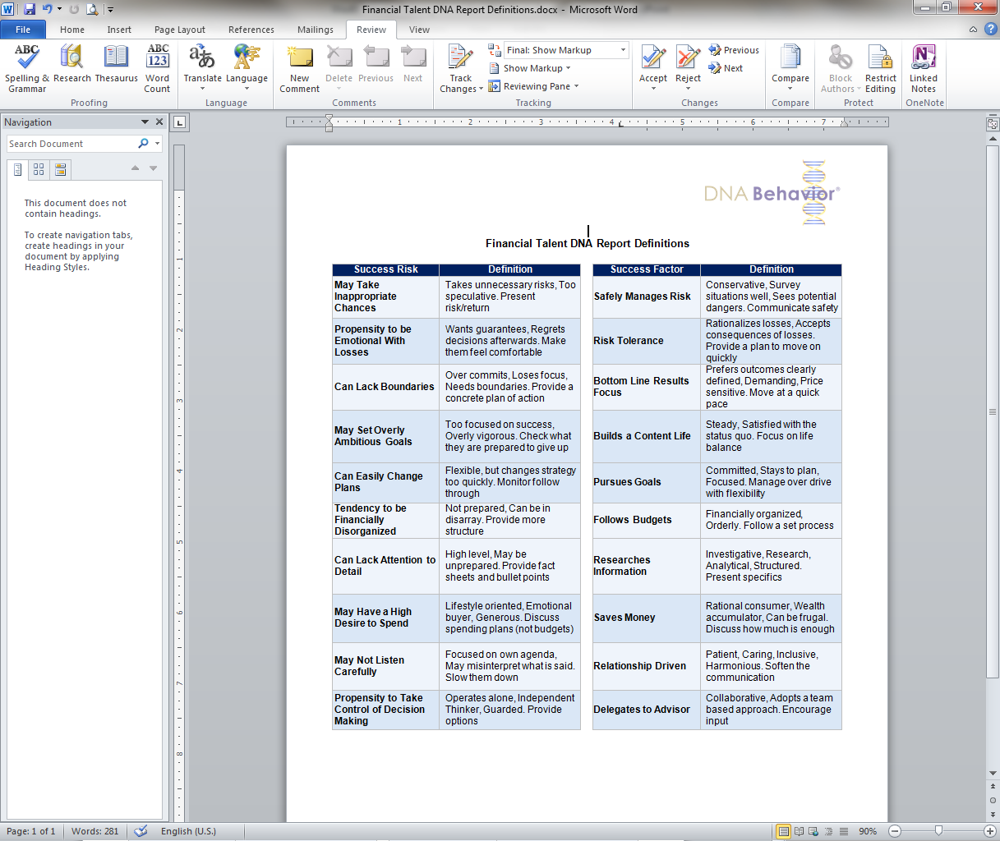 Financial Talent DNA Report Definitions.docx - Microsoft Word
File Home Insert Page Layout References Mailings Review View
ABC
Spelling & Grammar
Research
Thesaurus
ABC
123
Word Count
Proofing
Translate
Language
Language
New Comment
Delete
Previous
Next
Comments
Track Changes
Final: Show Markup
Show Markup
Reviewing Pane
Tracking
Accept
Reject
Previous
Next
Changes
Compare
Compare
Block Authors
Restrict Editing
Protect
Linked Notes
OneNote
Navigation
Search Document
This document does not
contain headings.
To create navigation tabs,
create headings in your
document by applying
Heading Styles.
1 2 3 4 5 6 7
1
2
3
4
5
6
7
8
DNA Behavior®
Financial Talent DNA Report Definitions
Success Risk Definition
May Take
Inappropriate
Chances
Takes unnecessary risks, Too
speculative. Present
risk/return
Propensity to be
Emotional With
Losses
Wants guarantees, Regrets
decisions afterwards. Make
them feel comfortable
Can Lack Boundaries
Over commits, Loses focus,
Needs boundaries. Provide a
concrete plan of action
May Set Overly
Ambitious Goals
Too focused on success,
Overly vigorous. Check what
they are prepared to give up
Can Easily Change
Plans
Flexible, but changes strategy
too quickly. Monitor follow
through
Tendency to be
Financially
Disorganized
Not prepared, Can be in
disarray. Provide more
structure
Can Lack Attention to
Detail
High level, May be
unprepared. Provide fact
sheets and bullet points
May Have a High
Desire to Spend
Lifestyle oriented, Emotional
buyer, Generous. Discuss
spending plans (not budgets)
May Not Listen
Carefully
Focused on own agenda,
May misinterpret what is said.
Slow them down
Propensity to Take
Control of Decision
Making
Operates alone, Independent
Thinker, Guarded. Provide
options
Success Factor Definition
Safely Manages Risk
Conservative, Survey
situations well, Sees potential
dangers. Communicate safety
Risk Tolerance
Rationalizes losses, Accepts
consequences of losses.
Provide a plan to move on
quickly
Bottom Line Results
Focus
Prefers outcomes clearly
defined, Demanding, Price
sensitive. Move at a quick
pace
Builds a Content Life
Steady, Satisfied with the
status quo. Focus on life
balance
Pursues Goals
Committed, Stays to plan,
Focused. Manage over drive
with flexibility
Follows Budgets
Financially organized,
Orderly. Follow a set process
Researches
Information
Investigative, Research,
Analytical, Structured.
Present specifics
Saves Money
Rational consumer, Wealth
accumulator, Can be frugal.
Discuss how much is enough
Relationship Driven
Patient, Caring, Inclusive,
Harmonious. Soften the
communication
Delegates to Advisor
Collaborative, Adopts a team
based approach. Encourage
input
Page: 1 of 1 Words: 281 English (U.S.) 90%